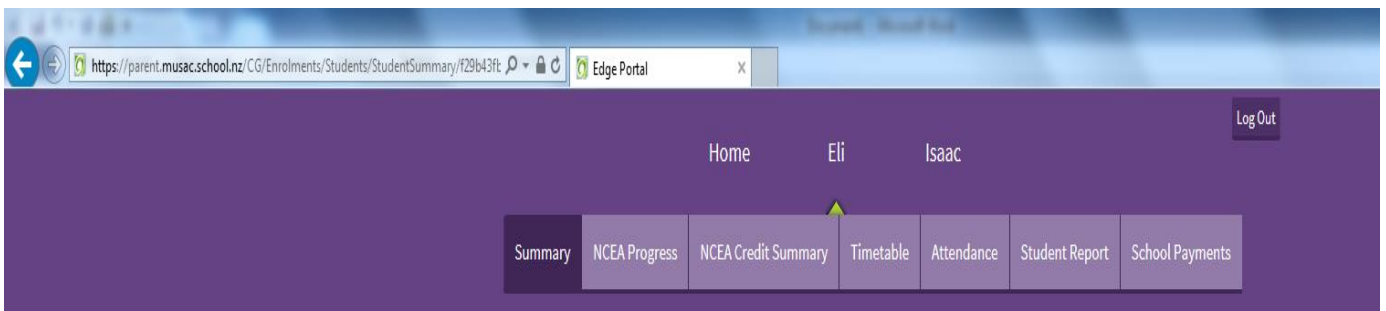 https://parent.musac.school.nz/CG/Enrolments/Students/StudentSummary/f29b43ft Edge Portal
Log Out
Home Eli Isaac
Summary NCEA Progress NCEA Credit Summary Timetable Attendance Student Report School Payments